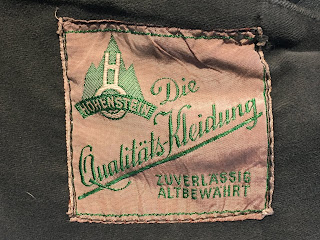 H
HOHENSTEIN
Die
Qualitäts Kleidung
ZUVERLÄSSIG
ALTBEWÄHRT